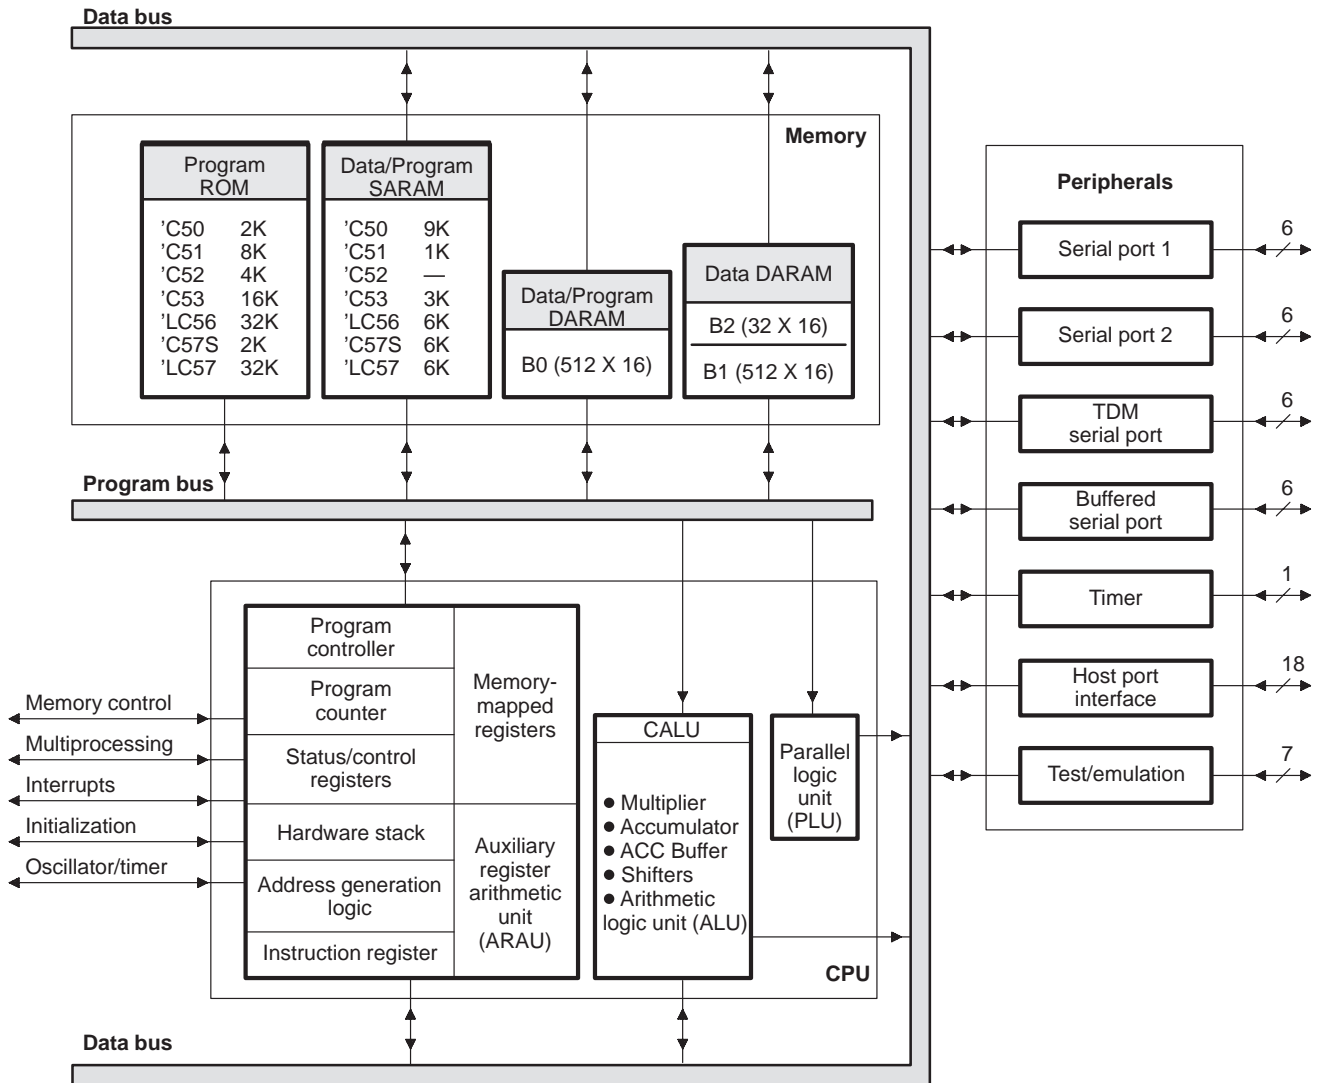 Data bus
Memory
Program
ROM
’C50 2K
’C51 8K
’C52 4K
’C53 16K
’LC56 32K
’C57S 2K
’LC57 32K
Data/Program
SARAM
’C50 9K
’C51 1K
’C52 —
’C53 3K
’LC56 6K
’C57S 6K
’LC57 6K
Data/Program
DARAM
B0 (512 X 16)
Data DARAM
B2 (32 X 16)
B1 (512 X 16)
Program bus
Program
controller
Program
counter
Status/control
registers
Hardware stack
Address generation
logic
Instruction register
Memory-
mapped
registers
Auxiliary
register
arithmetic
unit
(ARAU)
Memory control
Multiprocessing
Interrupts
Initialization
Oscillator/timer
CALU
● Multiplier
● Accumulator
● ACC Buffer
● Shifters
● Arithmetic
logic unit (ALU)
Parallel
logic
unit
(PLU)
CPU
Data bus
Peripherals
Serial port 1
6
Serial port 2
6
TDM
serial port
6
Buffered
serial port
6
Timer
1
Host port
interface
18
Test/emulation
7